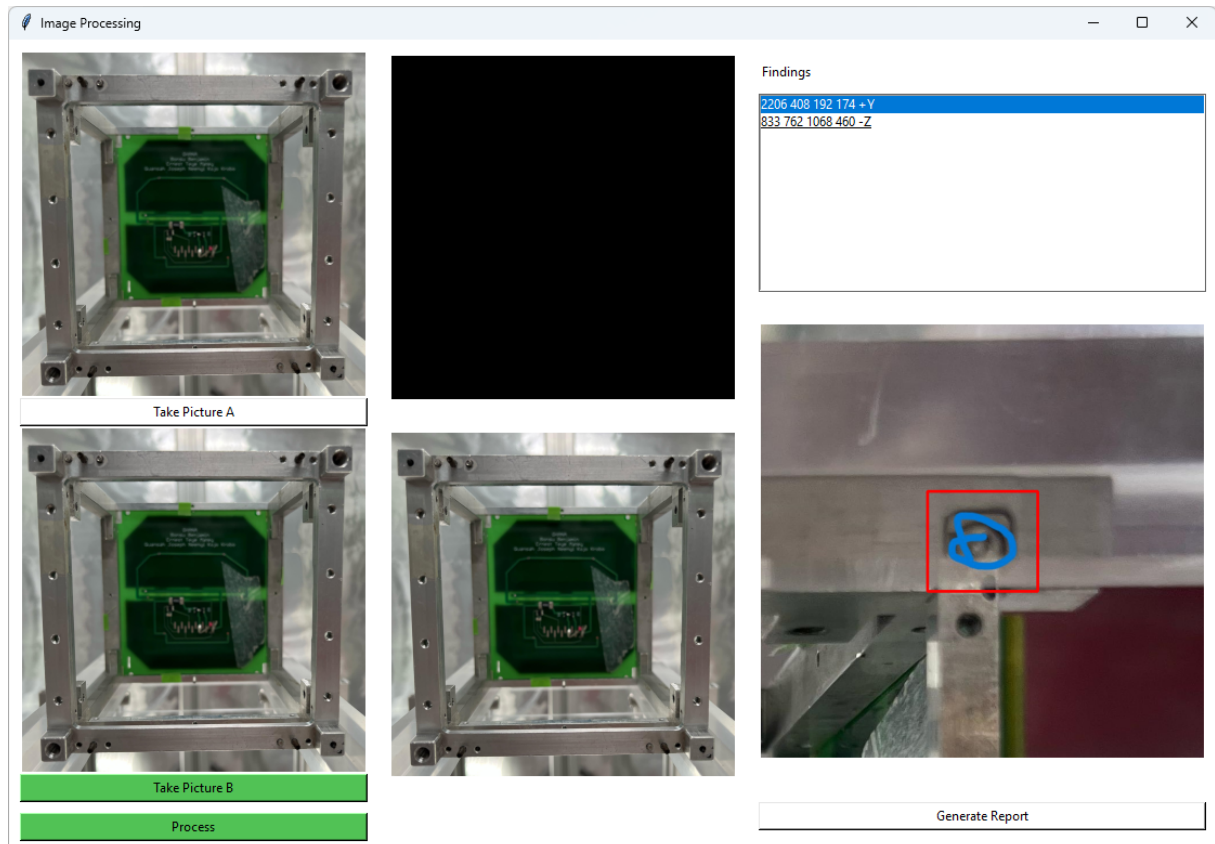 Image Processing
Findings
2206 408 192 174 +Y
833 762 1068 460 -Z
Take Picture A
Take Picture B
Process
Generate Report